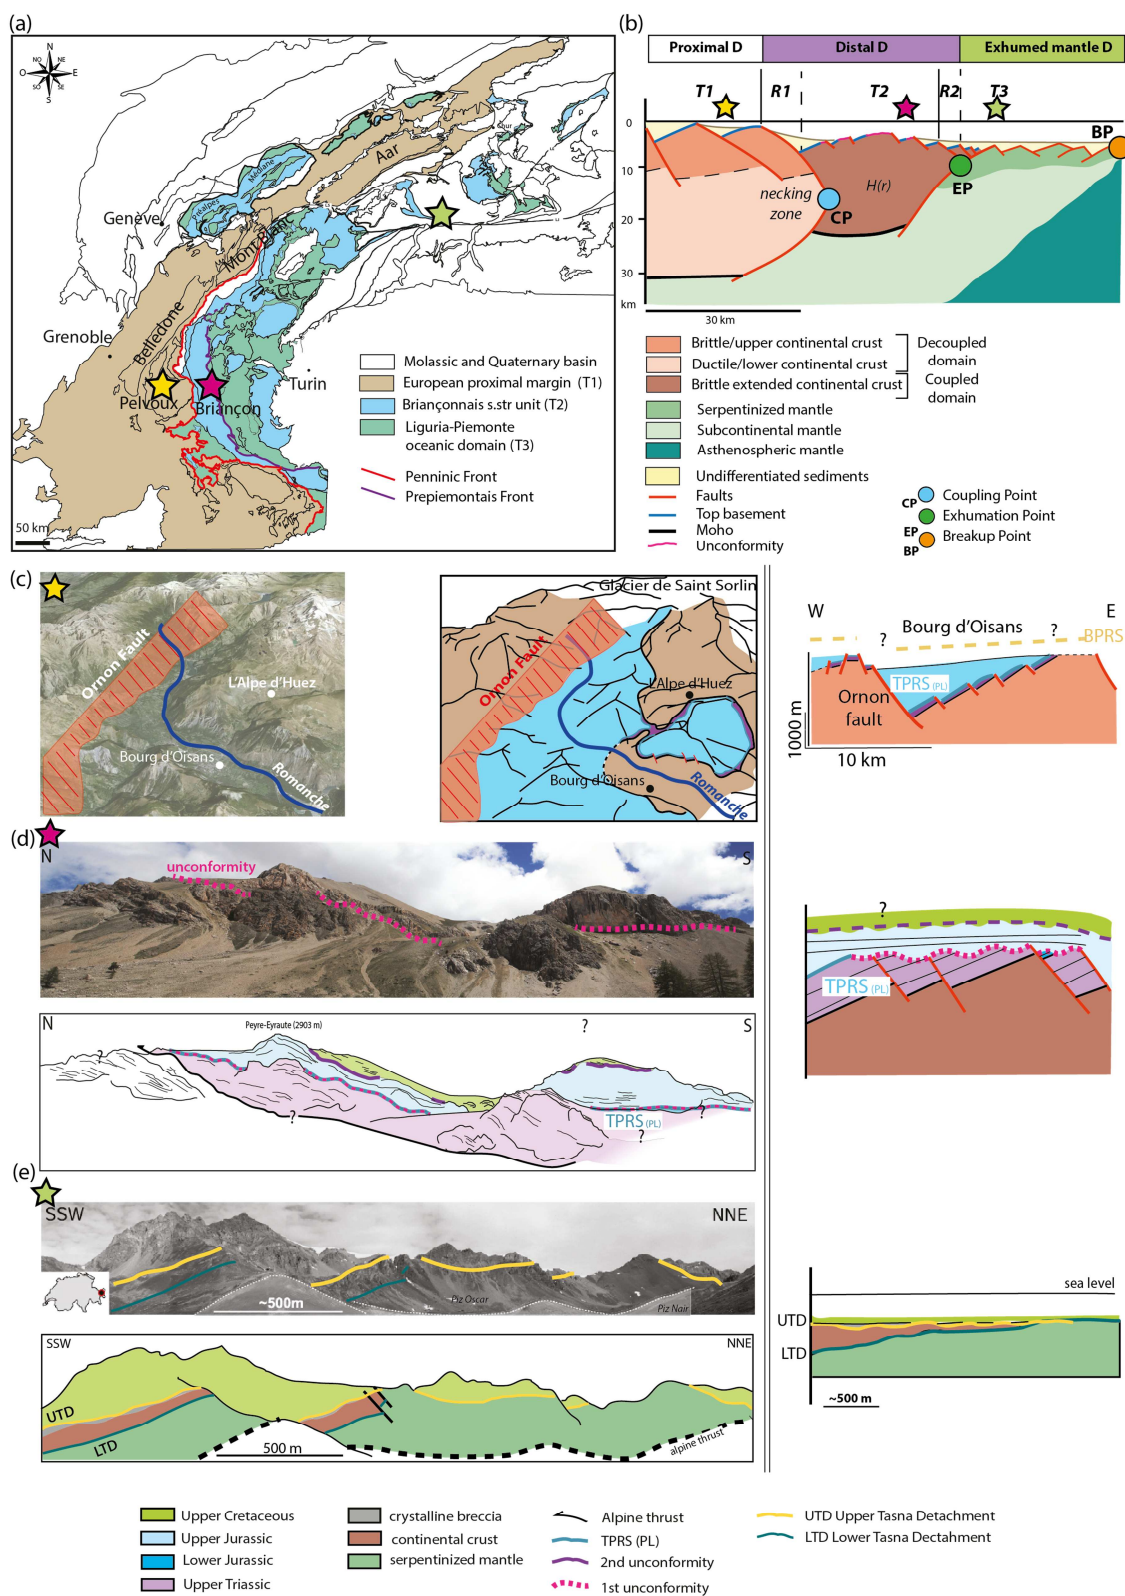 (a)
N
NO
NE
O
E
SO
SE
S
Chur
Aar
Médiane
Préalpes
Genève
Mont Blanc
Belledone
Grenoble
Turin
Pelvoux
Briançon
Molassic and Quaternary basin
European proximal margin (T1)
Briançonnais s.str unit (T2)
Liguria-Piemonte
oceanic domain (T3)
Penninic Front
Prepiemontais Front
50 km
(b)
Proximal D
Distal D
Exhumed mantle D
T1
R1
T2
R2
T3
BP
0
10
20
30
km
necking
zone
CP
H(r)
EP
30 km
Brittle/upper continental crust
Ductile/lower continental crust
Brittle extended continental crust
Decoupled
domain
Coupled
domain
Serpentinized mantle
Subcontinental mantle
Asthenospheric mantle
Undifferentiated sediments
Faults
Top basement
Moho
Unconformity
CP
Coupling Point
EP
Exhumation Point
BP
Breakup Point
(c)
Ornon Fault
L'Alpe d'Huez
Bourg d'Oisans
Romanche
Glacier de Saint Sorlin
Ornon Fault
L'Alpe d'Huez
Bourg d'Oisans
Romanche
W
E
?
Bourg d'Oisans
?
BPRS
TPRS (PL)
Ornon
fault
1000 m
10 km
(d)
N
S
unconformity
N
Peyre-Eyraute (2903 m)
?
S
?
?
TPRS (PL)
?
?
?
TPRS (PL)
(e)
SSW
NNE
~500m
Piz Oscar
Piz Nair
SSW
NNE
UTD
LTD
500 m
alpine thrust
sea level
UTD
LTD
~500 m
Upper Cretaceous
Upper Jurassic
Lower Jurassic
Upper Triassic
crystalline breccia
continental crust
serpentinized mantle
Alpine thrust
TPRS (PL)
2nd unconformity
1st unconformity
UTD Upper Tasna Detachment
LTD Lower Tasna Dectahment